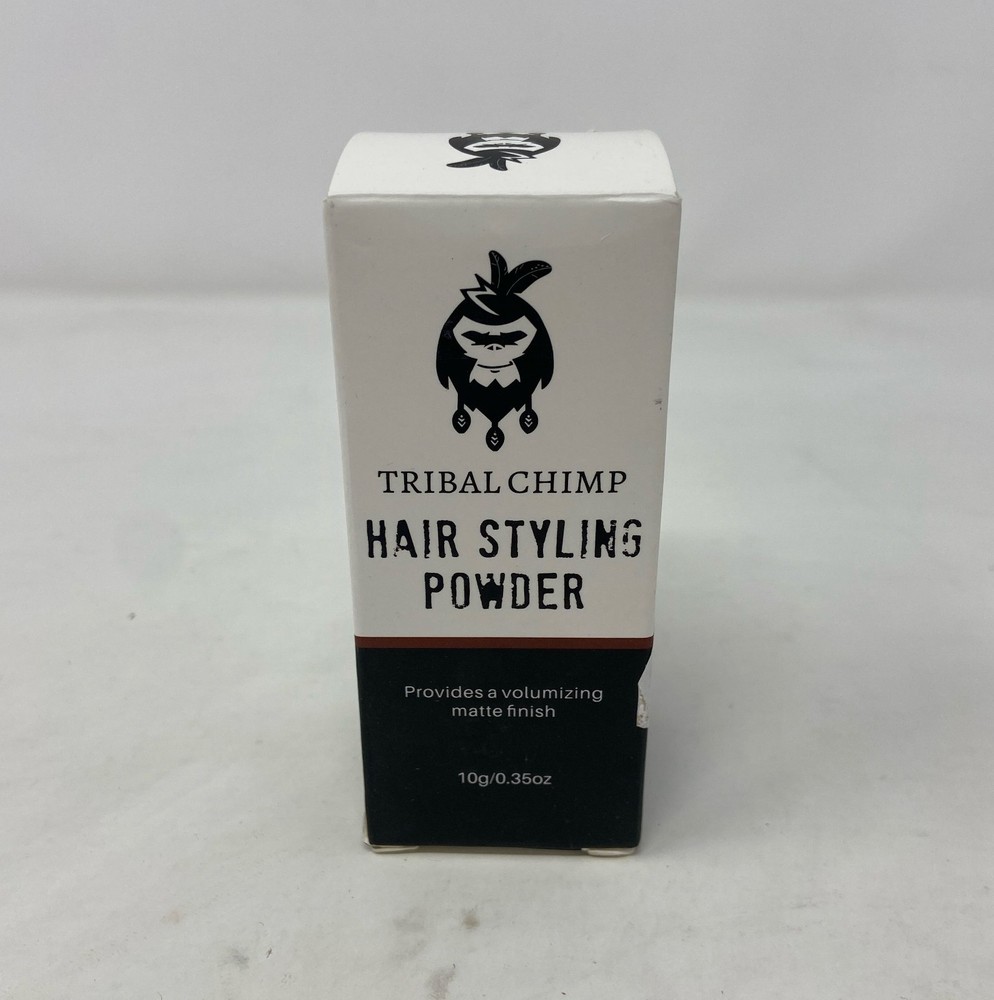 TRIBAL CHIMP
HAIR STYLING
POWDER
Provides a volumizing
matte finish
10g/0.35oz